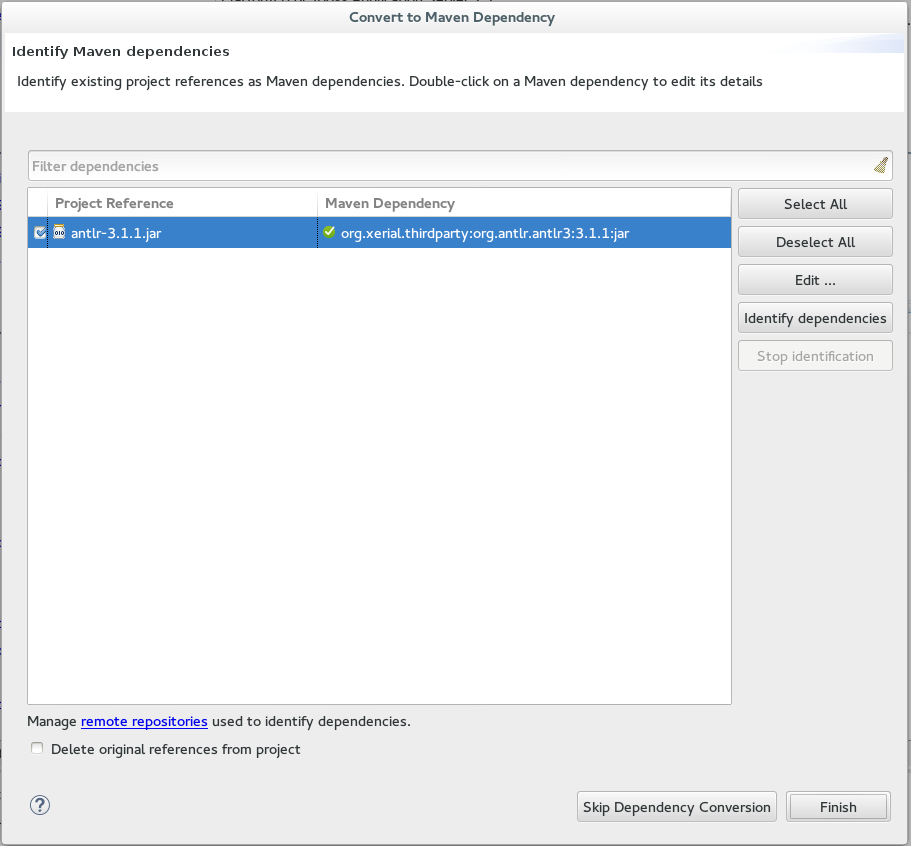 Convert to Maven Dependency
Identify Maven dependencies
Identify existing project references as Maven dependencies. Double-click on a Maven dependency to edit its details
Filter dependencies
Project Reference Maven Dependency
antlr-3.1.1.jar org.xerial.thirdparty:org.antlr.antlr3:3.1.1:jar
Select All
Deselect All
Edit ...
Identify dependencies
Stop identification
Manage remote repositories used to identify dependencies.
Delete original references from project
?
Skip Dependency Conversion Finish